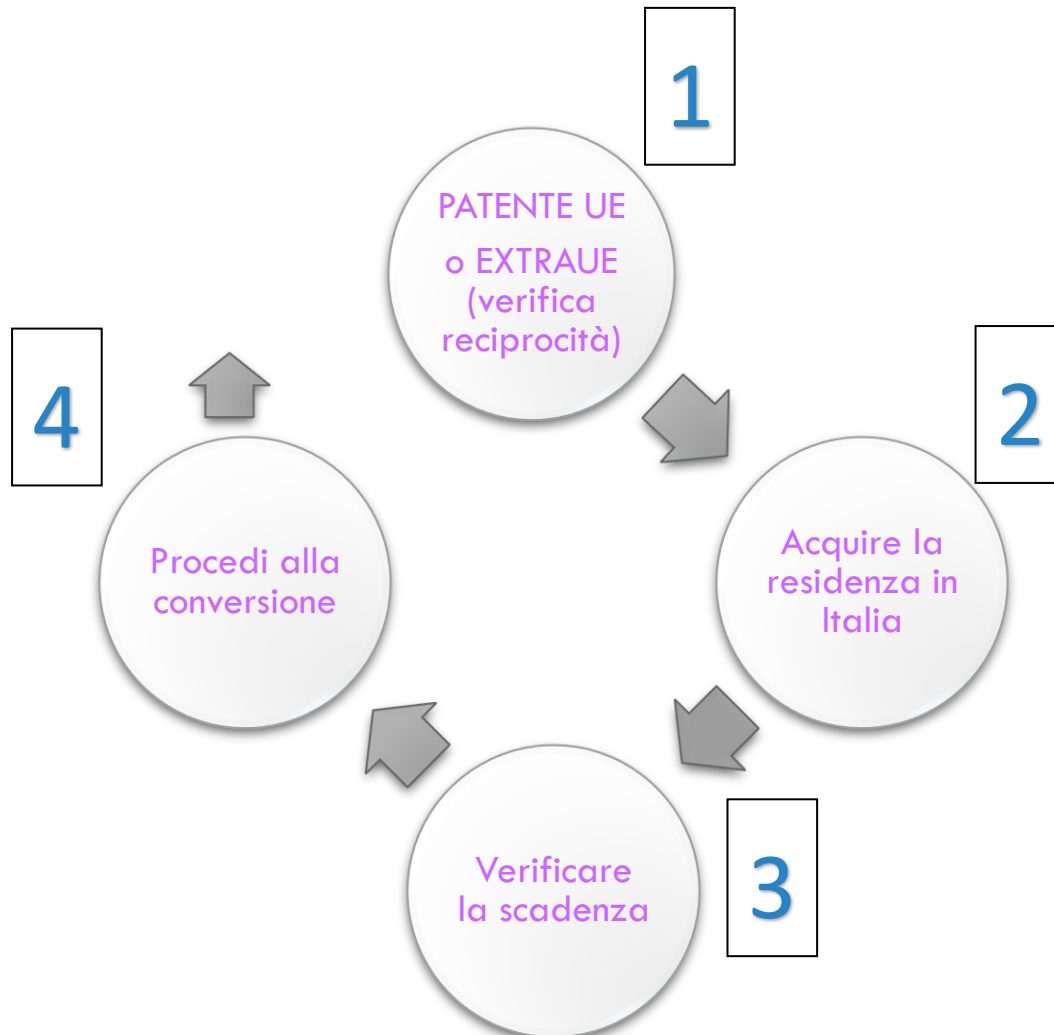 1
PATENTE UE
o EXTRAUE
(verifica
reciprocità)
2
Acquire la
residenza in
Italia
3
Verificare
la scadenza
4
Procedi alla
conversione